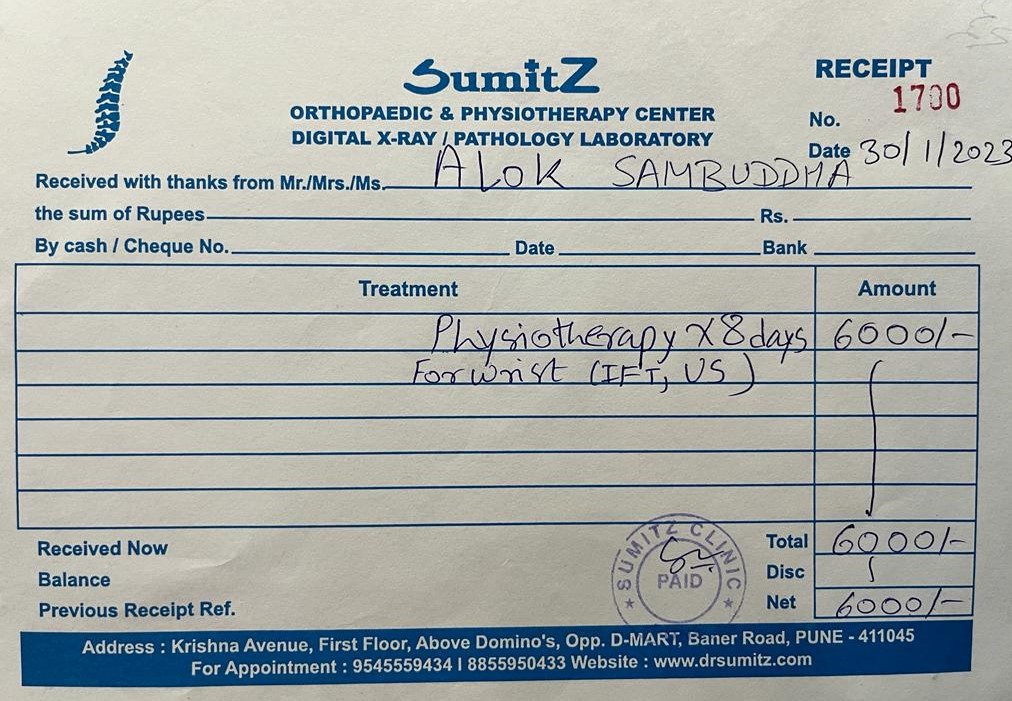 SumitZ
ORTHOPAEDIC & PHYSIOTHERAPY CENTER
DIGITAL X-RAY / PATHOLOGY LABORATORY
RECEIPT
No. 1700
Date 30/1/2023
Received with thanks from Mr./Mrs./Ms. ALOK SAMBUDDHA
the sum of Rupees Rs.
By cash / Cheque No. Date Bank
Treatment Amount
Physiotherapy X 8 days 6000/-
For wrist (IFT, US)
Received Now
Balance
Previous Receipt Ref.
SUMITZ CLINIC
PAID
Total 6000/-
Disc
Net 6000/-
Address : Krishna Avenue, First Floor, Above Domino's, Opp. D-MART, Baner Road, PUNE - 411045
For Appointment : 9545559434 I 8855950433 Website : www.drsumitz.com